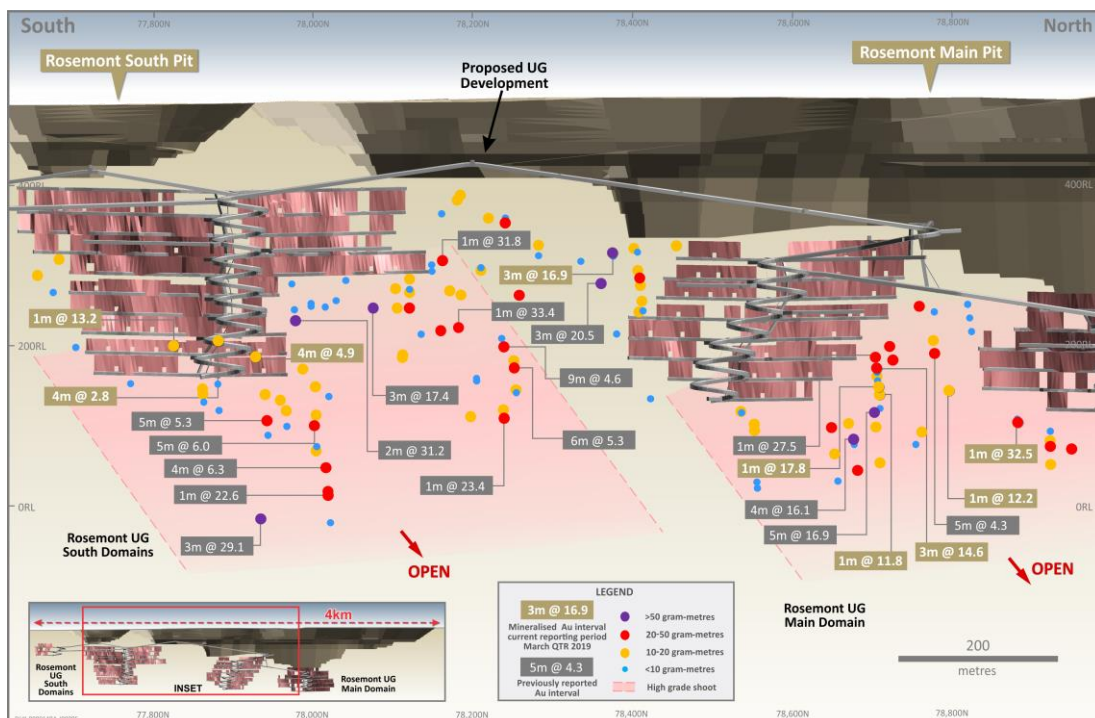 South
77,800N
78,000N
78,200N
78,400N
78,600N
78,800N
North
Rosemont South Pit
Proposed UG
Development
Rosemont Main Pit
400RL
400RL
1m @ 31.8
3m @ 16.9
1m @ 13.2
1m @ 33.4
3m @ 20.5
200RL
200RL
4m @ 4.9
9m @ 4.6
4m @ 2.8
3m @ 17.4
5m @ 5.3
6m @ 5.3
5m @ 6.0
2m @ 31.2
1m @ 27.5
1m @ 17.8
1m @ 32.5
4m @ 6.3
1m @ 23.4
1m @ 22.6
1m @ 12.2
0RL
0RL
4m @ 16.1
5m @ 4.3
5m @ 16.9
3m @ 14.6
1m @ 11.8
Rosemont UG
South Domains
3m @ 29.1
OPEN
OPEN
LEGEND
3m @ 16.9
Mineralised Au interval
current reporting period
March QTR 2019
5m @ 4.3
Previously reported
Au interval
>50 gram-metres
20-50 gram-metres
10-20 gram-metres
<10 gram-metres
High grade shoot
Rosemont UG
Main Domain
200
metres
4km
Rosemont
UG
South
Domains
INSET
Rosemont UG
Main Domain
77,800N
78,000N
78,200N
78,400N
78,600N
78,800N